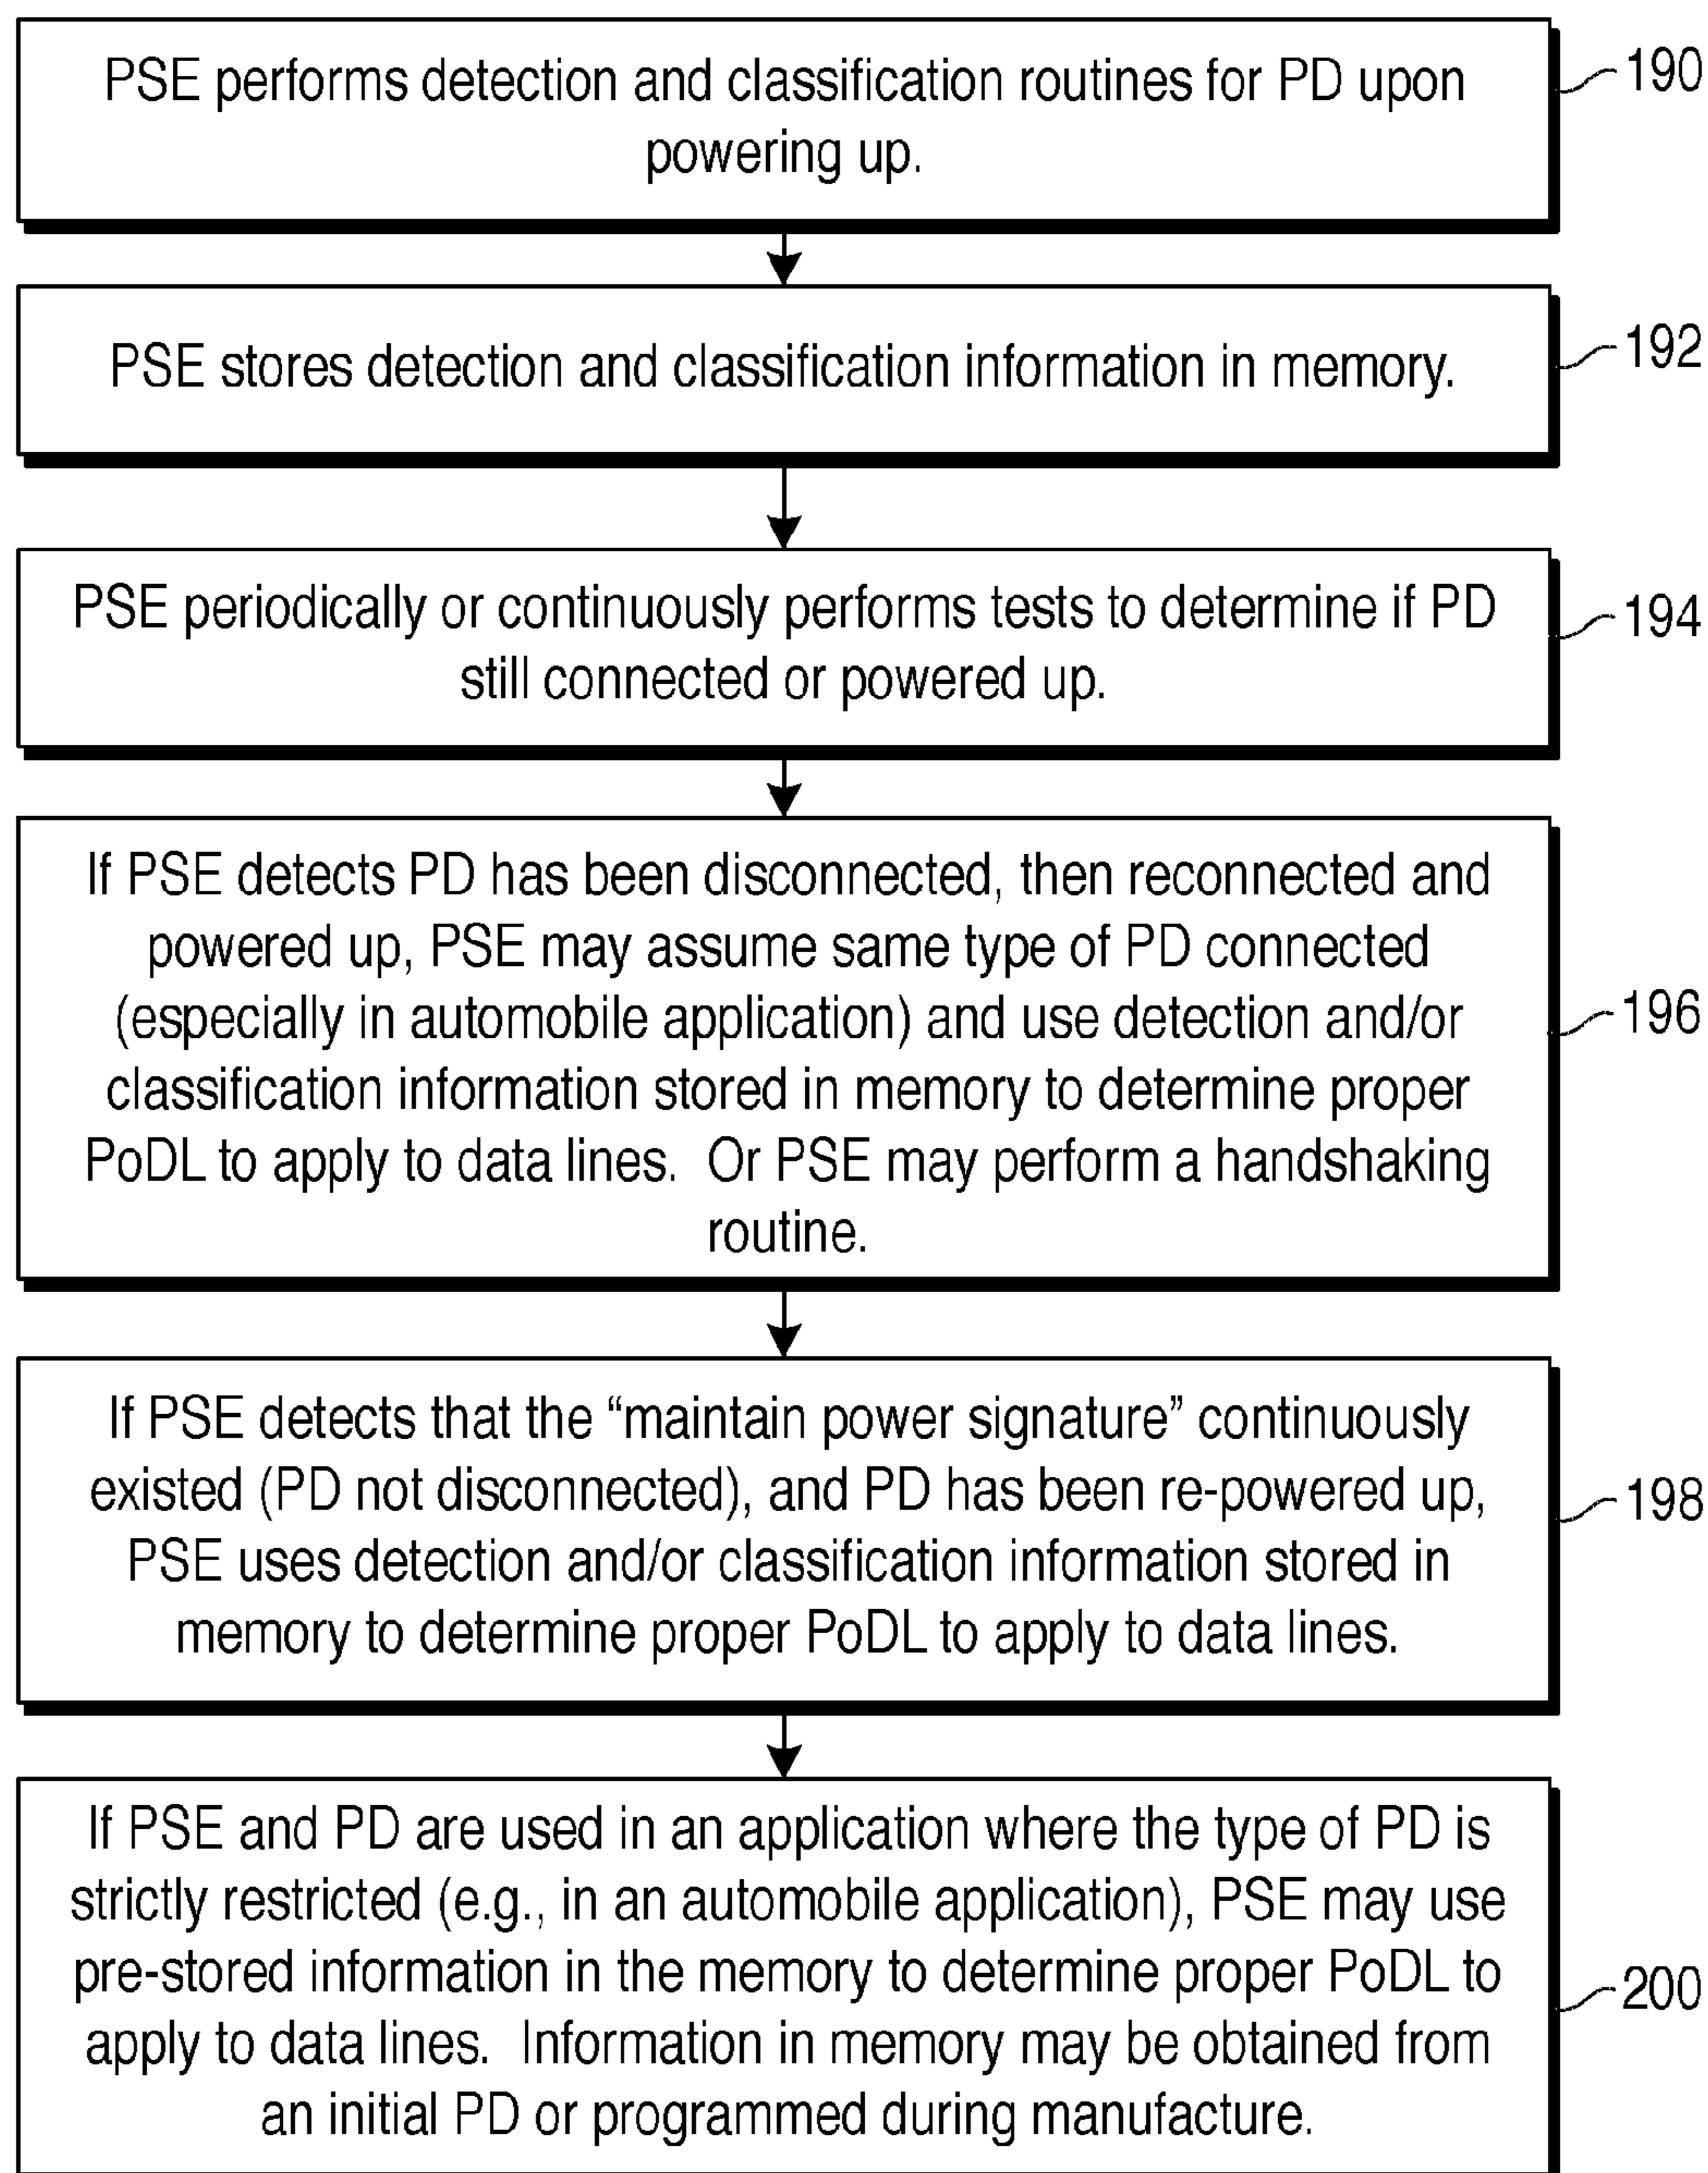 PSE performs detection and classification routines for PD upon
powering up.
190
PSE stores detection and classification information in memory.
192
PSE periodically or continuously performs tests to determine if PD
still connected or powered up.
194
If PSE detects PD has been disconnected, then reconnected and
powered up, PSE may assume same type of PD connected
(especially in automobile application) and use detection and/or
classification information stored in memory to determine proper
PoDL to apply to data lines.  Or PSE may perform a handshaking
routine.
196
If PSE detects that the “maintain power signature” continuously
existed (PD not disconnected), and PD has been re-powered up,
PSE uses detection and/or classification information stored in
memory to determine proper PoDL to apply to data lines.
198
If PSE and PD are used in an application where the type of PD is
strictly restricted (e.g., in an automobile application), PSE may use
pre-stored information in the memory to determine proper PoDL to
apply to data lines.  Information in memory may be obtained from
an initial PD or programmed during manufacture.
200